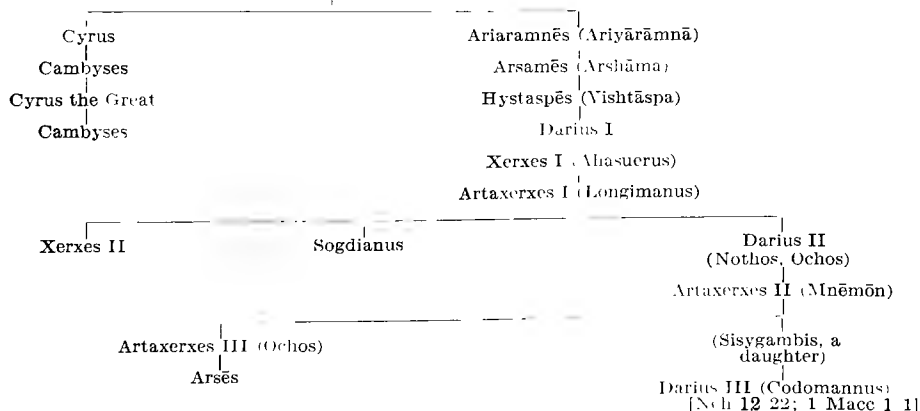 Cyrus Ariaramnēs (Ariyārāmnā)
Cambyses Arsamēs (Arshāma)
Cyrus the Great Hystaspēs (Vishtāspa)
Cambyses Darius I
Xerxes I (Ahasuerus)
Artaxerxes I (Longimanus)
Xerxes II Sogdianus Darius II
(Nothos, Ochos)
Artaxerxes II (Mnēmōn)
Artaxerxes III (Ochos) (Sisygambis, a
daughter)
Arsēs
Darius III (Codomannus)
[Neh 12 22; 1 Macc 1 1]